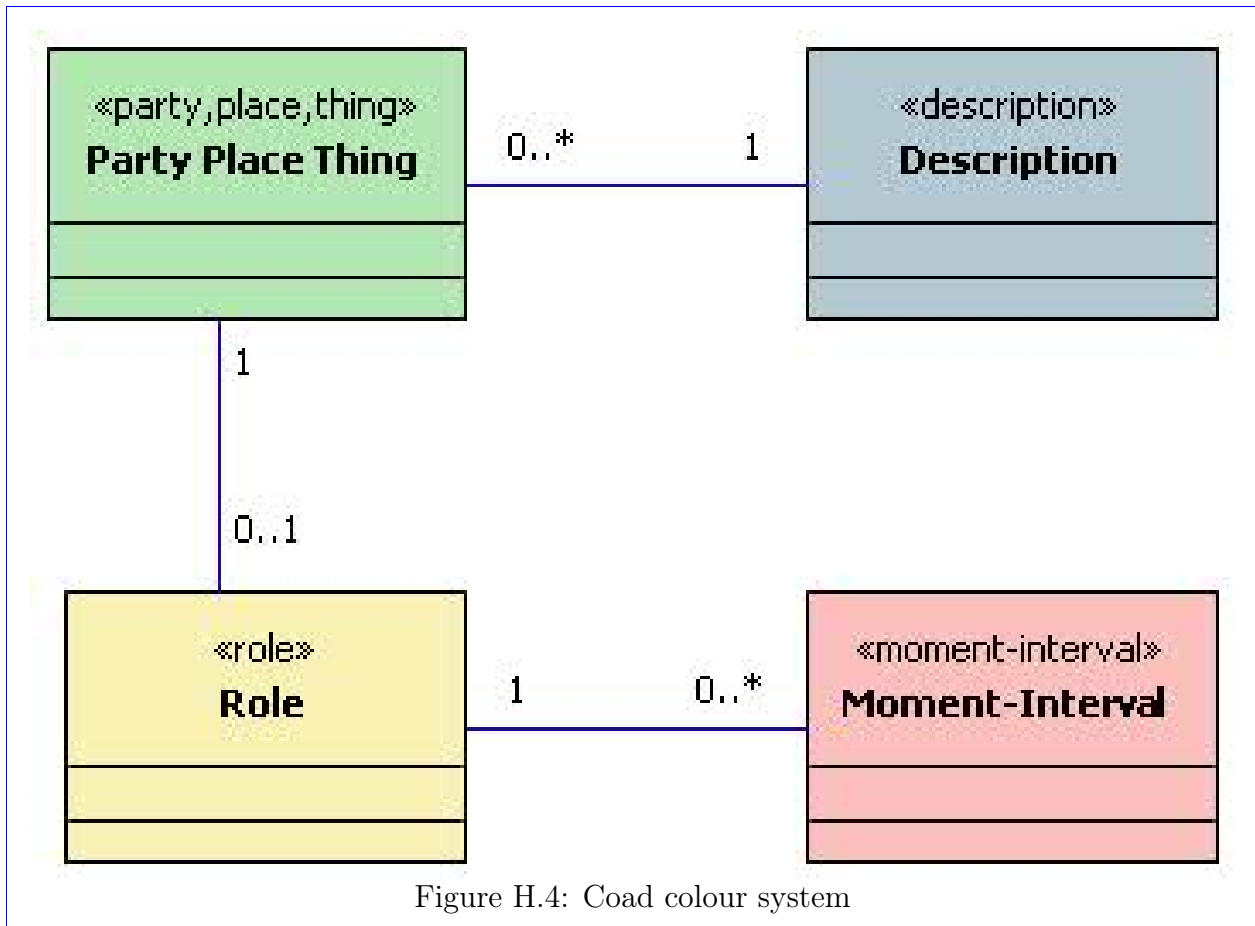 «party,place,thing»
Party Place Thing
0..*
1
«description»
Description
1
0..1
«role»
Role
1
0..*
«moment-interval»
Moment-Interval
Figure H.4: Coad colour system